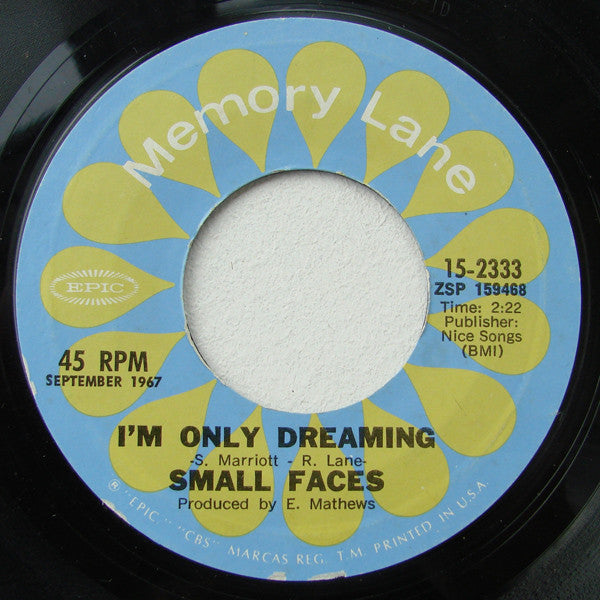 Memory Lane
EPIC
15-2333
ZSP 159468
Time: 2:22
Publisher:
Nice Songs
(BMI)
45 RPM
SEPTEMBER 1967
I'M ONLY DREAMING
-S. Marriott - R. Lane-
SMALL FACES
Produced by E. Mathews
® "EPIC," "CBS" MARCAS REG. T.M. PRINTED IN U.S.A.